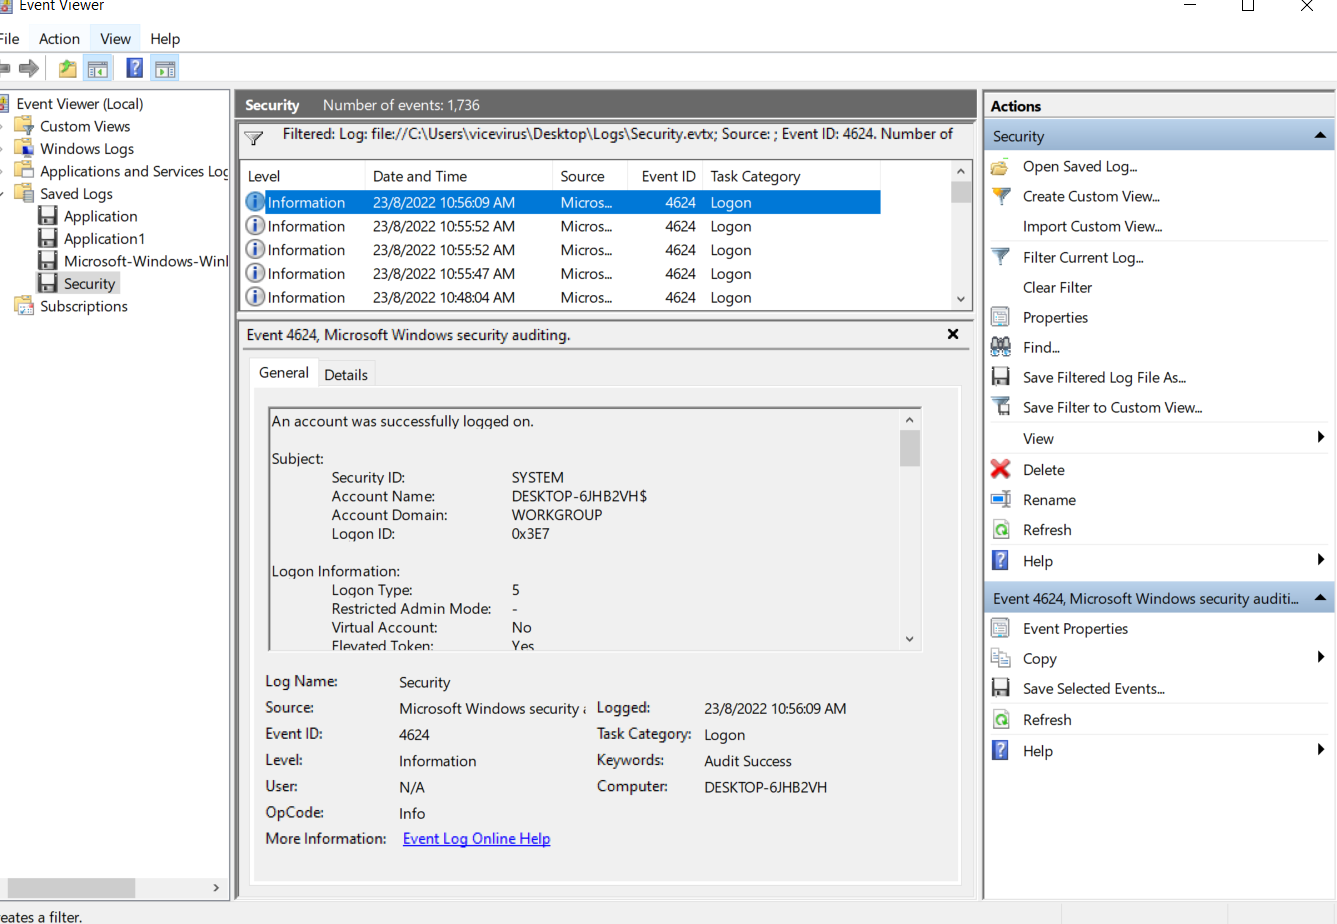 Event Viewer
File Action View Help
Event Viewer (Local)
Custom Views
Windows Logs
Applications and Services Log
Saved Logs
Application
Application1
Microsoft-Windows-Winl
Security
Subscriptions
Security Number of events: 1,736
Filtered: Log: file://C:\Users\vicevirus\Desktop\Logs\Security.evtx; Source: ; Event ID: 4624. Number of
Level Date and Time Source Event ID Task Category
Information 23/8/2022 10:56:09 AM Micros... 4624 Logon
Information 23/8/2022 10:55:52 AM Micros... 4624 Logon
Information 23/8/2022 10:55:52 AM Micros... 4624 Logon
Information 23/8/2022 10:55:47 AM Micros... 4624 Logon
Information 23/8/2022 10:48:04 AM Micros... 4624 Logon
Event 4624, Microsoft Windows security auditing.
General Details
An account was successfully logged on.
Subject:
Security ID: SYSTEM
Account Name: DESKTOP-6JHB2VH$
Account Domain: WORKGROUP
Logon ID: 0x3E7
Logon Information:
Logon Type: 5
Restricted Admin Mode: -
Virtual Account: No
Elevated Token: Yes
Log Name: Security
Source: Microsoft Windows security a Logged: 23/8/2022 10:56:09 AM
Event ID: 4624 Task Category: Logon
Level: Information Keywords: Audit Success
User: N/A Computer: DESKTOP-6JHB2VH
OpCode: Info
More Information: Event Log Online Help
Actions
Security
Open Saved Log...
Create Custom View...
Import Custom View...
Filter Current Log...
Clear Filter
Properties
Find...
Save Filtered Log File As...
Save Filter to Custom View...
View
Delete
Rename
Refresh
Help
Event 4624, Microsoft Windows security auditi...
Event Properties
Copy
Save Selected Events...
Refresh
Help
eates a filter.